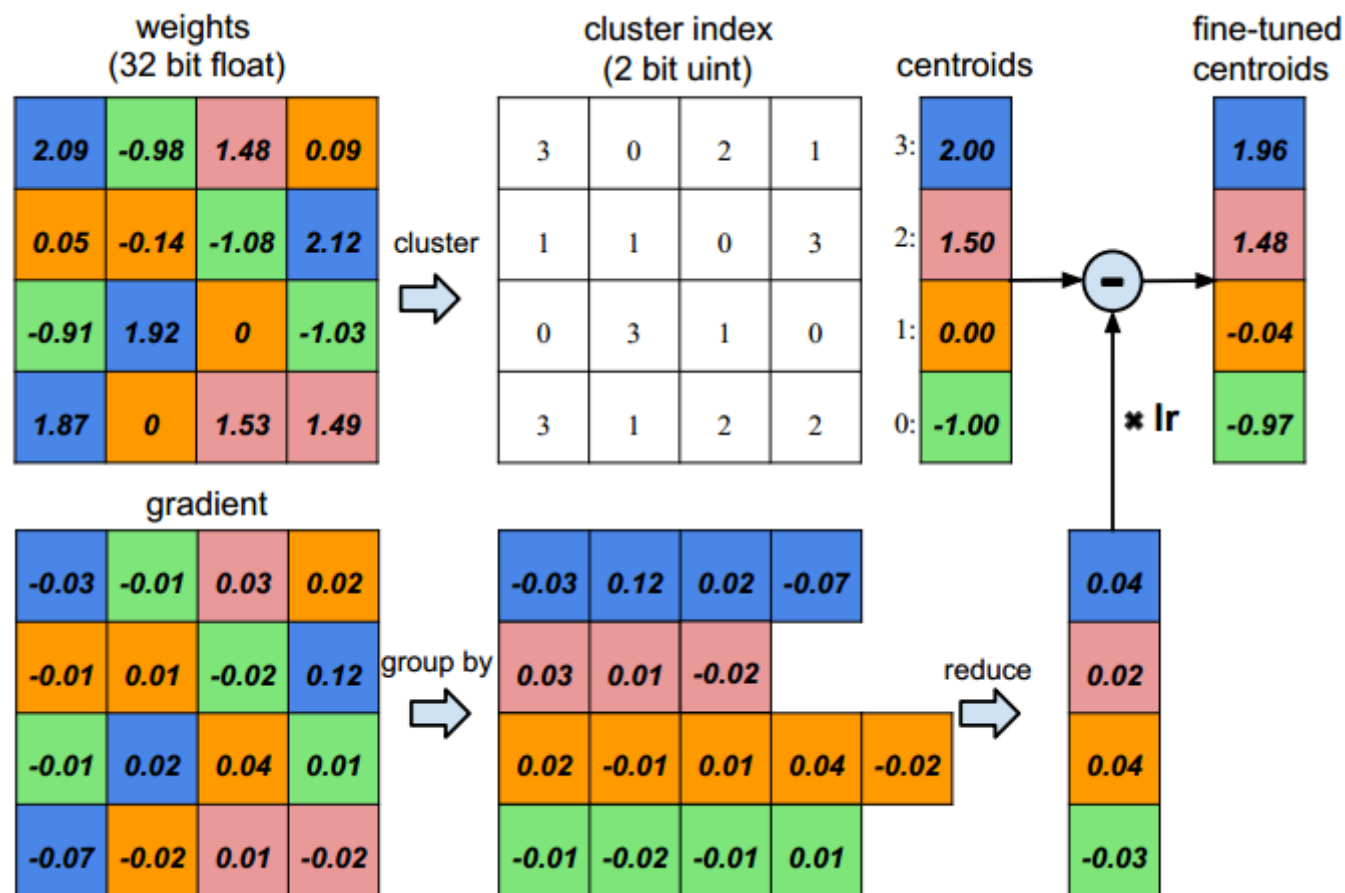 weights
(32 bit float)
cluster index
(2 bit uint)
centroids
fine-tuned
centroids
2.09 -0.98 1.48 0.09
3 0 2 1
3: 2.00
1.96
0.05 -0.14 -1.08 2.12
cluster
1 1 0 3
2: 1.50
1.48
-
-0.91 1.92 0 -1.03
0 3 1 0
1: 0.00
-0.04
1.87 0 1.53 1.49
3 1 2 2
0: -1.00
× lr
-0.97
gradient
-0.03 -0.01 0.03 0.02
-0.03 0.12 0.02 -0.07
0.04
-0.01 0.01 -0.02 0.12
group by
0.03 0.01 -0.02
reduce
0.02
-0.01 0.02 0.04 0.01
0.02 -0.01 0.01 0.04 -0.02
0.04
-0.07 -0.02 0.01 -0.02
-0.01 -0.02 -0.01 0.01
-0.03